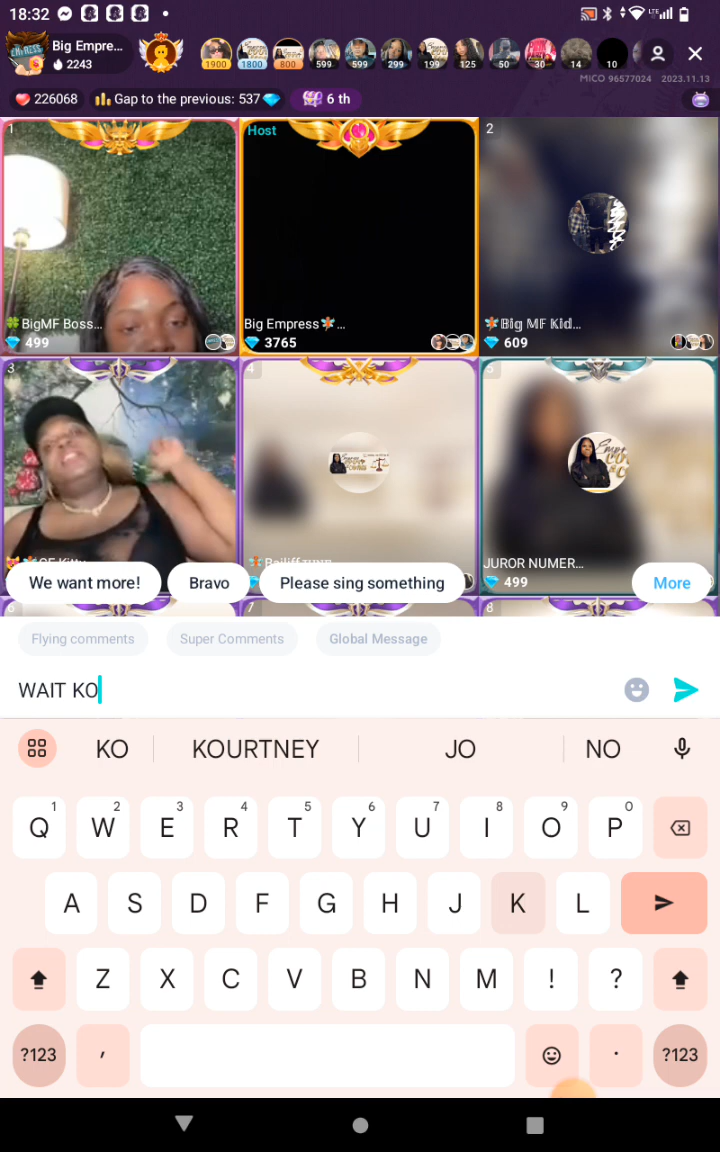 18:32
LTE
Big Empre...
2243
1900
1800
800
599
599
299
199
125
50
30
14
10
MICO 96577024 2023.11.13
226068
Gap to the previous: 537
6 th
1
Host
2
BigMF Boss...
499
Big Empress ...
3765
Big MF Kid...
609
3
4
5
JUROR NUMER...
499
We want more!
Bravo
Please sing something
More
6
7
8
Flying comments
Super Comments
Global Message
WAIT KO
KO
KOURTNEY
JO
NO
1 2 3 4 5 6 7 8 9 0
Q W E R T Y U I O P
A S D F G H J K L
Z X C V B N M ! ?
?123 , . ?123